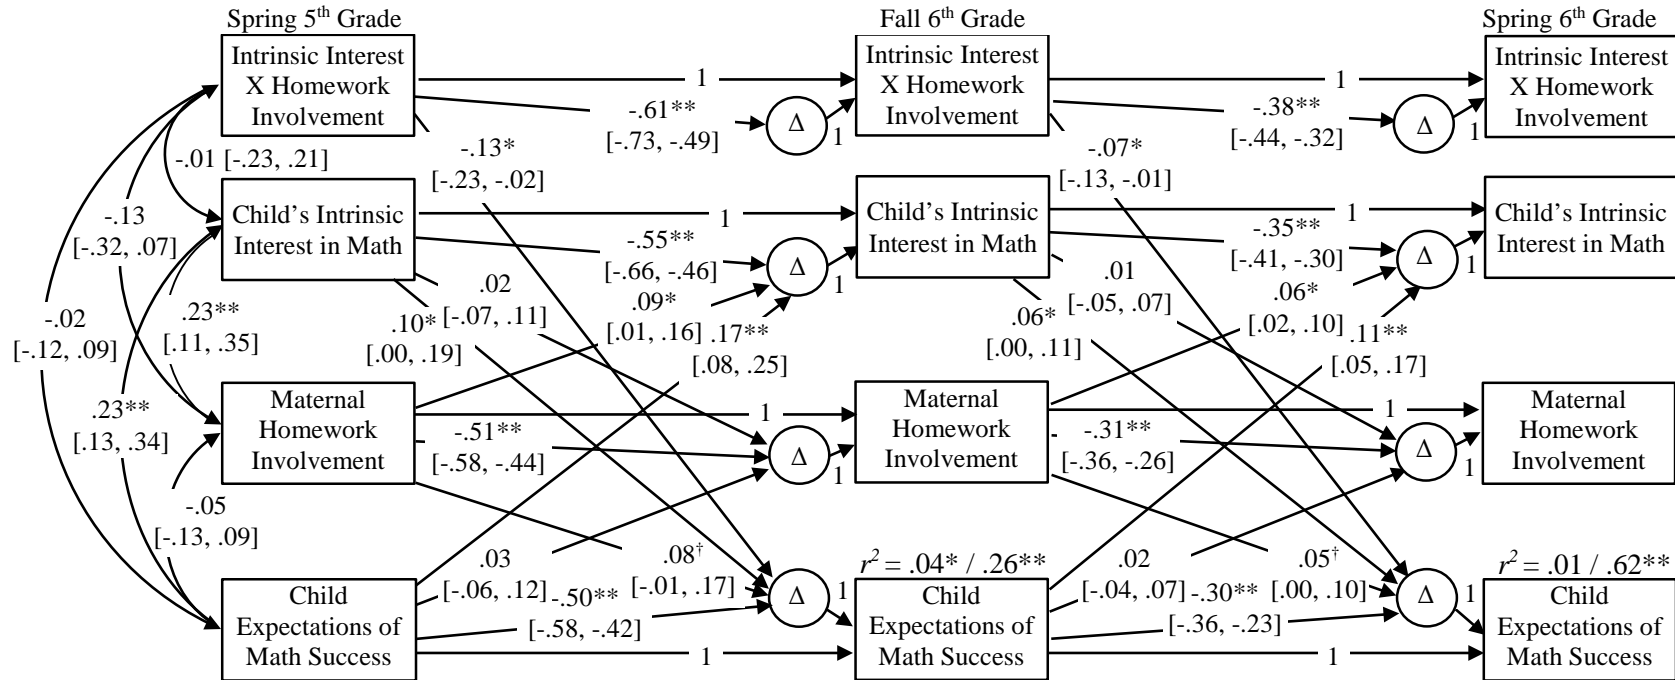 Spring 5th Grade
Fall 6th Grade
Spring 6th Grade
Intrinsic Interest
X Homework
Involvement
Intrinsic Interest
X Homework
Involvement
Intrinsic Interest
X Homework
Involvement
1
1
-.61**
[-.73, -.49]
Δ
1
-.38**
[-.44, -.32]
Δ
1
-.01 [-.23, .21]
-.13*
[-.23, -.02]
-.07*
[-.13, -.01]
Child's Intrinsic
Interest in Math
Child's Intrinsic
Interest in Math
Child's Intrinsic
Interest in Math
1
1
-.13
[-.32, .07]
-.55**
[-.66, -.46]
Δ
1
-.35**
[-.41, -.30]
Δ
1
-.02
[-.12, .09]
.23**
[.11, .35]
.10*
[.00, .19]
.02
[-.07, .11]
.09*
[.01, .16]
.17**
[.08, .25]
.06*
[.00, .11]
.01
[-.05, .07]
.06*
[.02, .10]
.11**
[.05, .17]
.23**
[.13, .34]
Maternal
Homework
Involvement
Maternal
Homework
Involvement
Maternal
Homework
Involvement
1
1
-.51**
[-.58, -.44]
Δ
1
-.31**
[-.36, -.26]
Δ
1
-.05
[-.13, .09]
.03
[-.06, .12]
.08†
[-.01, .17]
.02
[-.04, .07]
.05†
[.00, .10]
r2 = .04* / .26**
r2 = .01 / .62**
Child
Expectations of
Math Success
Child
Expectations of
Math Success
Child
Expectations of
Math Success
-.50**
[-.58, -.42]
Δ
1
-.30**
[-.36, -.23]
Δ
1
1
1